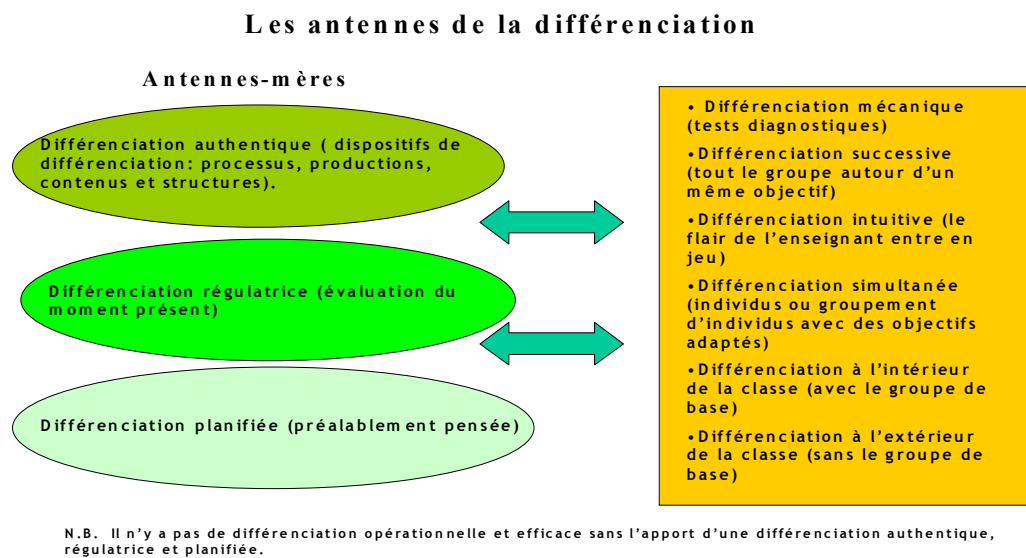 Les antennes de la différenciation
Antennes-mères
Différenciation authentique ( dispositifs de
différenciation: processus, productions,
contenus et structures).
Différenciation régulatrice (évaluation du
moment présent)
Différenciation planifiée (préalablement pensée)
• Différenciation mécanique
(tests diagnostiques)
•Différenciation successive
(tout le groupe autour d’un
même objectif)
•Différenciation intuitive (le
flair de l’enseignant entre en
jeu)
•Différenciation simultanée
(individus ou groupement
d’individus avec des objectifs
adaptés)
•Différenciation à l’intérieur
de la classe (avec le groupe de
base)
•Différenciation à l’extérieur
de la classe (sans le groupe de
base)
N.B. Il n’y a pas de différenciation opérationnelle et efficace sans l’apport d’une différenciation authentique,
régulatrice et planifiée.